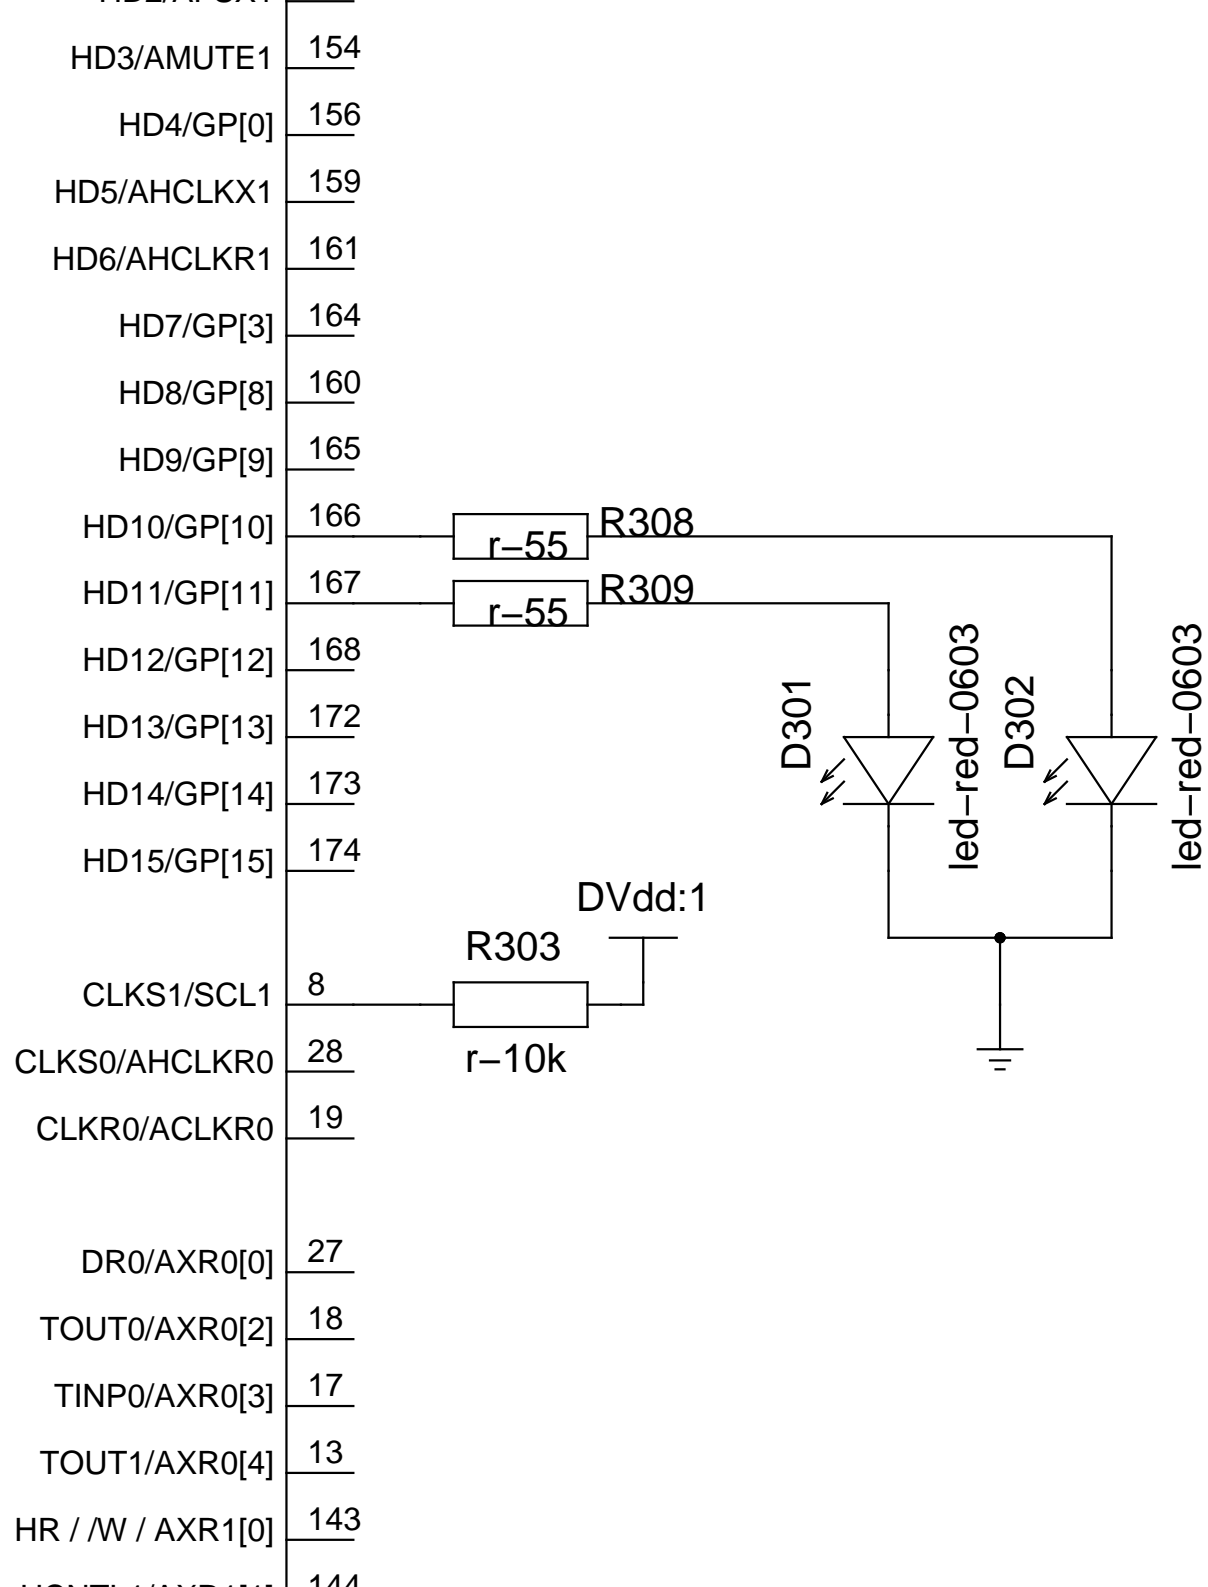 HD3/AMUTE1 154
HD4/GP[0] 156
HD5/AHCLKX1 159
HD6/AHCLKR1 161
HD7/GP[3] 164
HD8/GP[8] 160
HD9/GP[9] 165
HD10/GP[10] 166 r−55 R308
HD11/GP[11] 167 r−55 R309
HD12/GP[12] 168
HD13/GP[13] 172
HD14/GP[14] 173
HD15/GP[15] 174
D301
led−red−0603
D302
led−red−0603
DVdd:1
R303
CLKS1/SCL1 8
r−10k
CLKS0/AHCLKR0 28
CLKR0/ACLKR0 19
DR0/AXR0[0] 27
TOUT0/AXR0[2] 18
TINP0/AXR0[3] 17
TOUT1/AXR0[4] 13
HR / /W / AXR1[0] 143
144